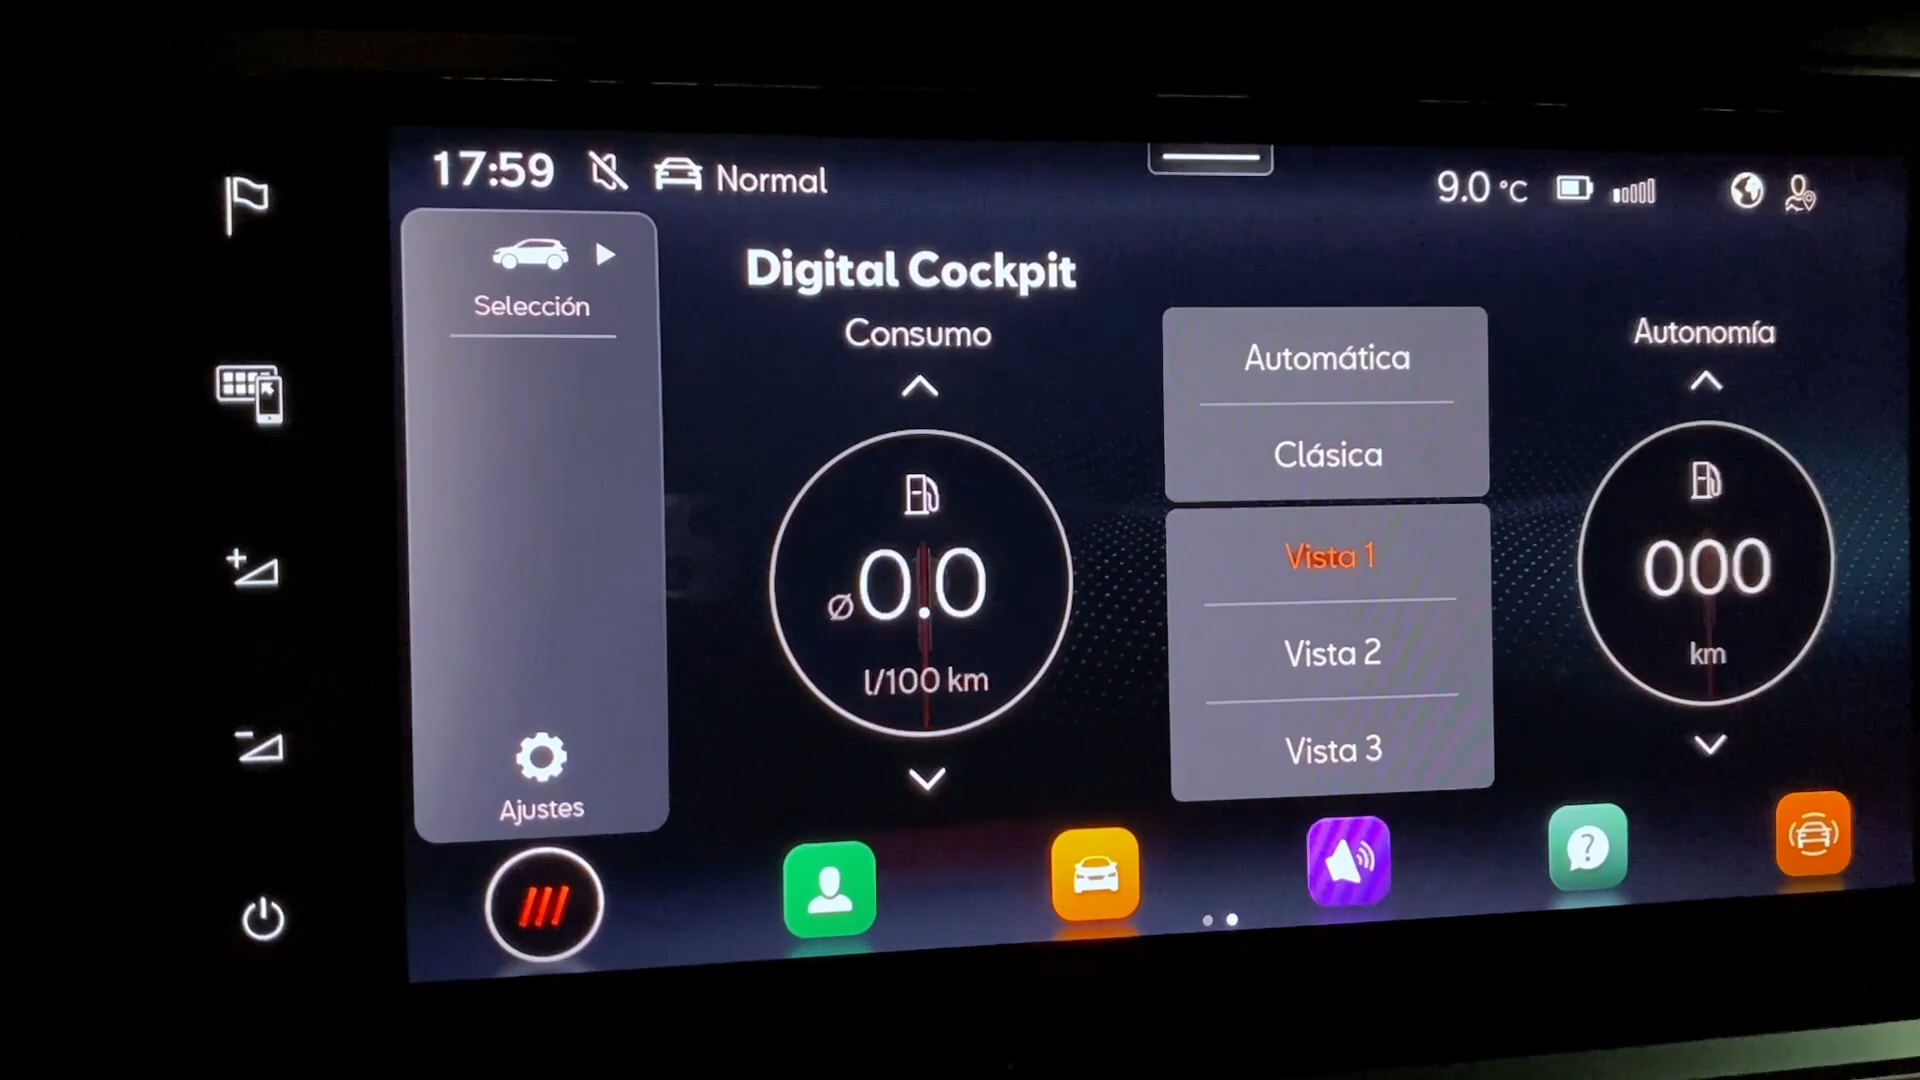 17:59 Normal 9.0 °C
Selección
Digital Cockpit
Consumo
Ø0.0
l/100 km
Automática
Clásica
Vista 1
Vista 2
Vista 3
Autonomía
000
km
Ajustes